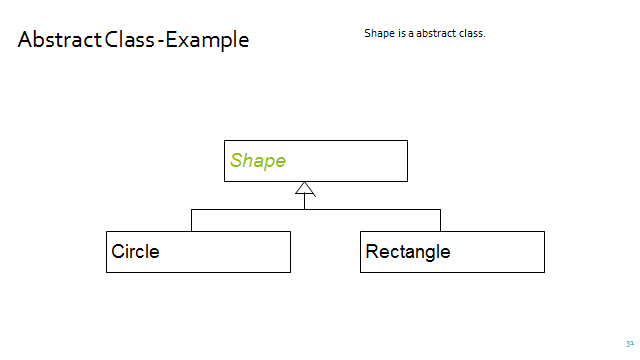 Abstract Class -Example
Shape is a abstract class.
Shape
Circle
Rectangle
31